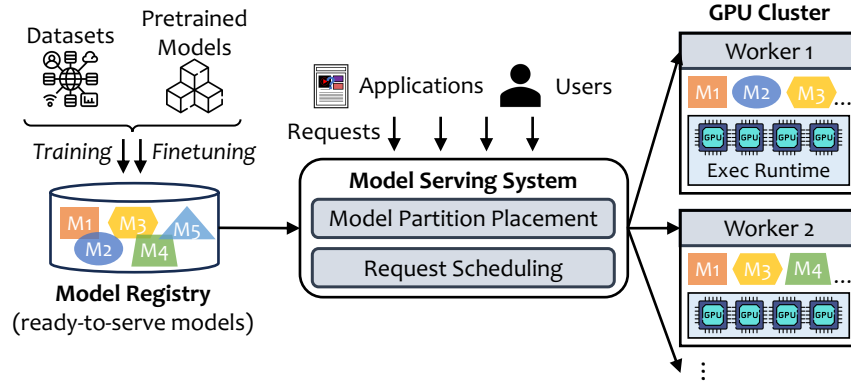 Datasets
Pretrained
Models
Training
Finetuning
M1
M3
M5
M2
M4
Model Registry
(ready-to-serve models)
Applications
Users
Requests
Model Serving System
Model Partition Placement
Request Scheduling
GPU Cluster
Worker 1
M1 M2 M3 ...
GPU GPU GPU GPU
Exec Runtime
Worker 2
M1 M3 M4 ...
GPU GPU GPU GPU
...